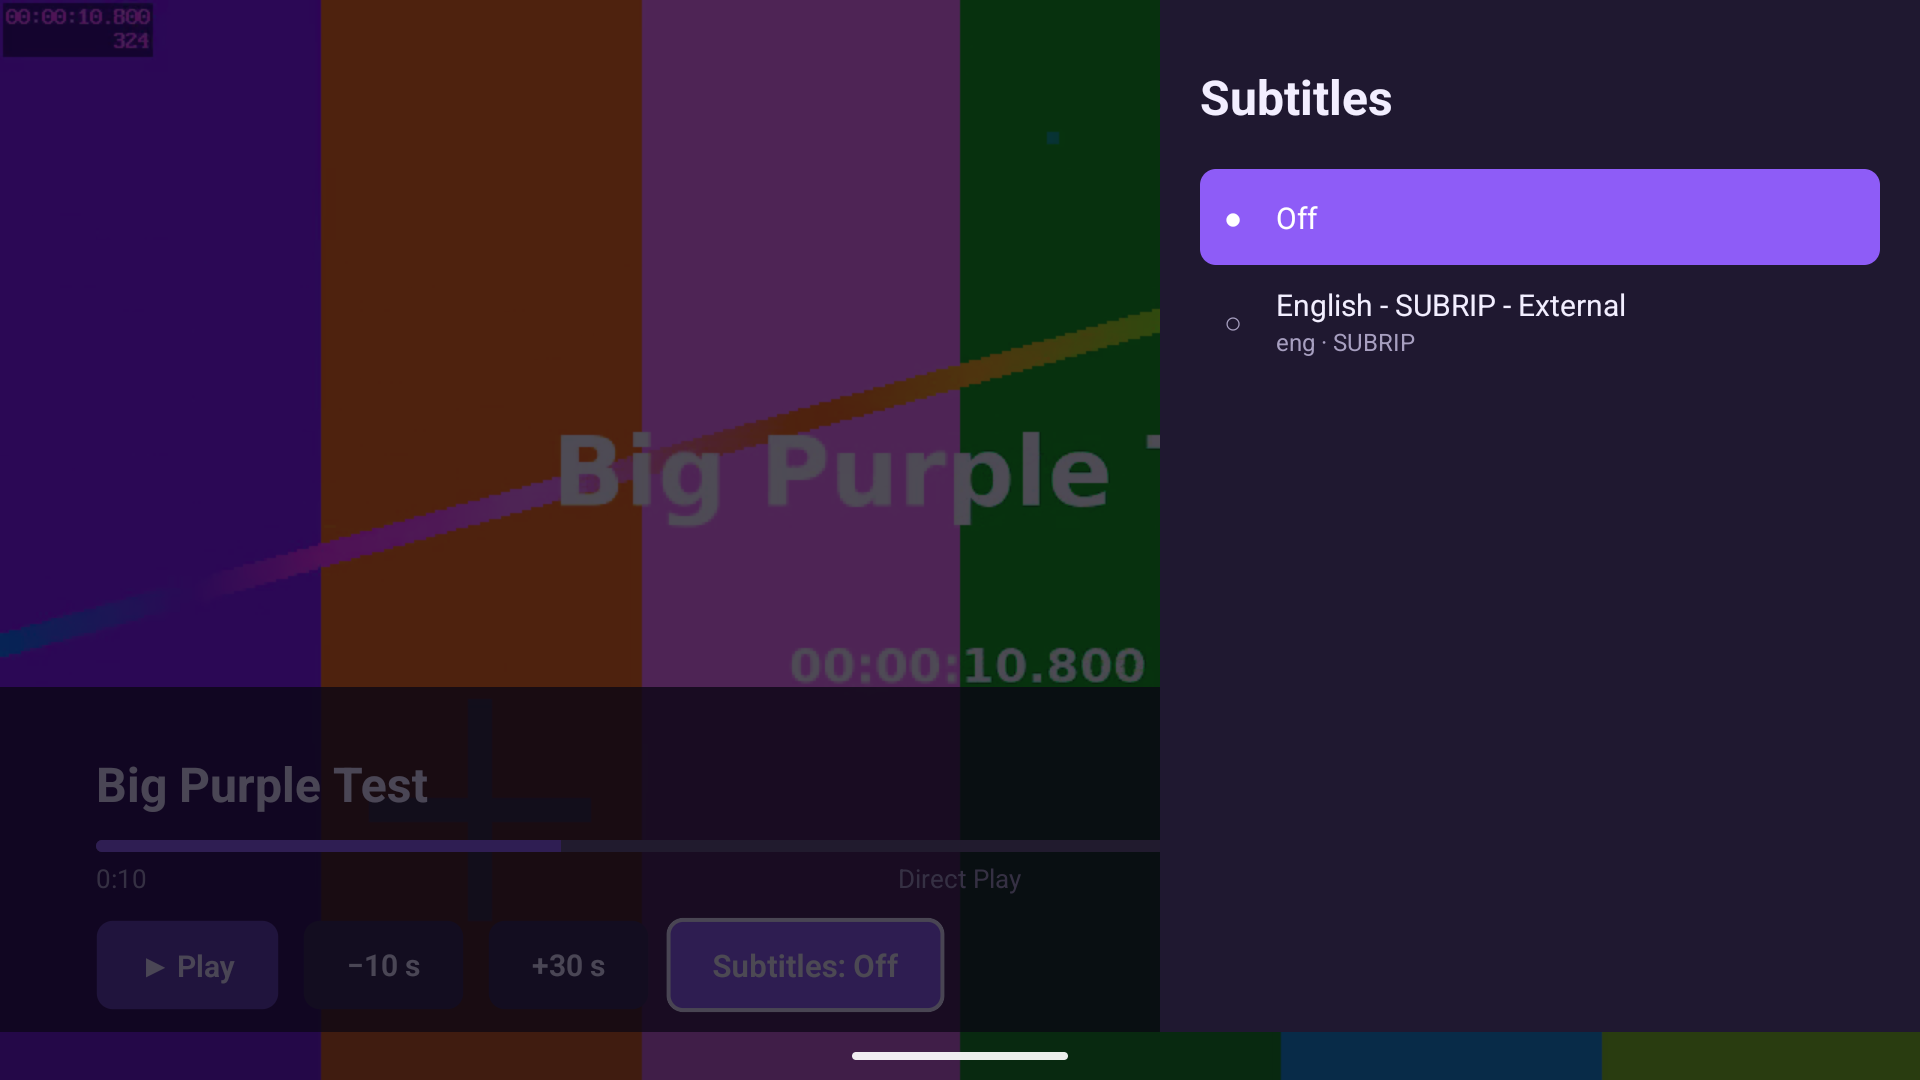 00:00:10.800
324
Subtitles
Off
English - SUBRIP - External
eng · SUBRIP
Big Purple
00:00:10.800
Big Purple Test
0:10
Direct Play
► Play
−10 s
+30 s
Subtitles: Off